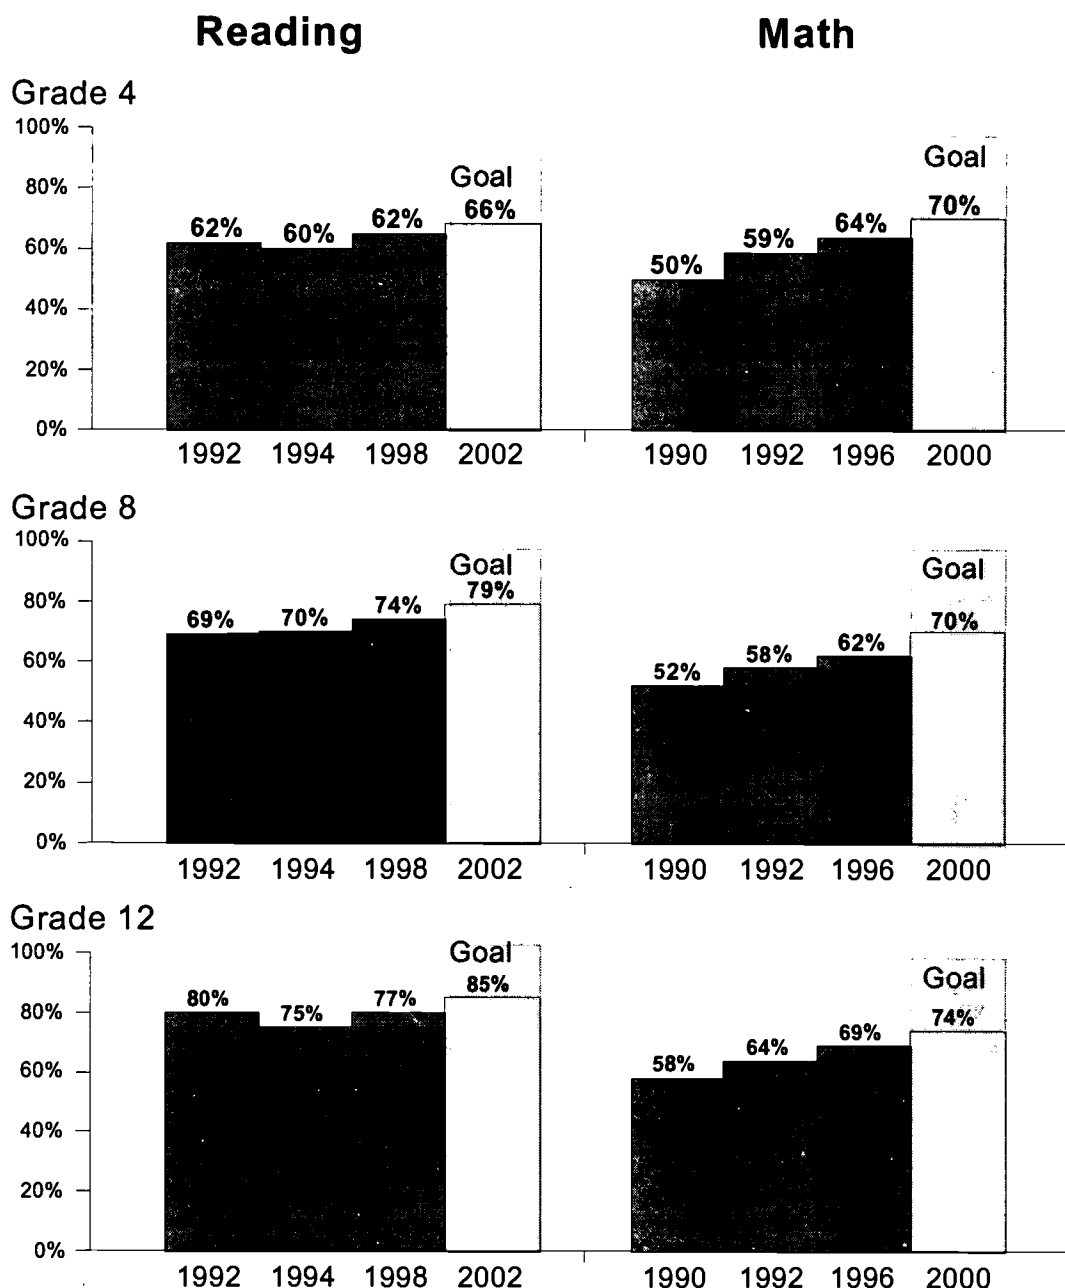 Reading Math
Grade 4
100%
80%
60%
40%
20%
0%
62% 60% 62% Goal 66%
1992 1994 1998 2002
50% 59% 64% Goal 70%
1990 1992 1996 2000
Grade 8
100%
80%
60%
40%
20%
0%
69% 70% 74% Goal 79%
1992 1994 1998 2002
52% 58% 62% Goal 70%
1990 1992 1996 2000
Grade 12
100%
80%
60%
40%
20%
0%
80% 75% 77% Goal 85%
1992 1994 1998 2002
58% 64% 69% Goal 74%
1990 1992 1996 2000